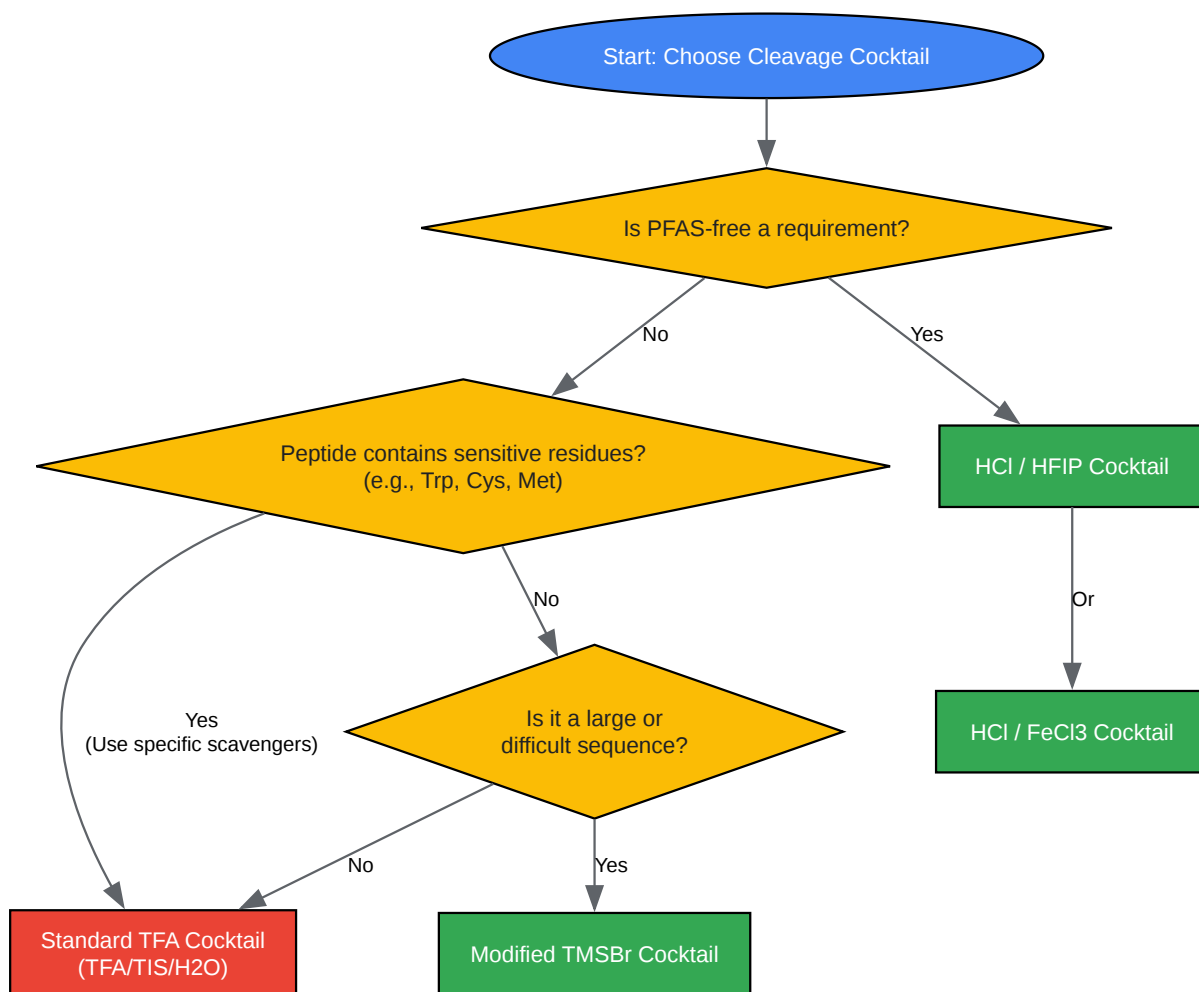 Start: Choose Cleavage Cocktail
Is PFAS-free a requirement?
No
Yes
Peptide contains sensitive residues?
(e.g., Trp, Cys, Met)
HCl / HFIP Cocktail
No
Or
Yes
(Use specific scavengers)
Is it a large or
difficult sequence?
HCl / FeCl3 Cocktail
No
Yes
Standard TFA Cocktail
(TFA/TIS/H2O)
Modified TMSBr Cocktail